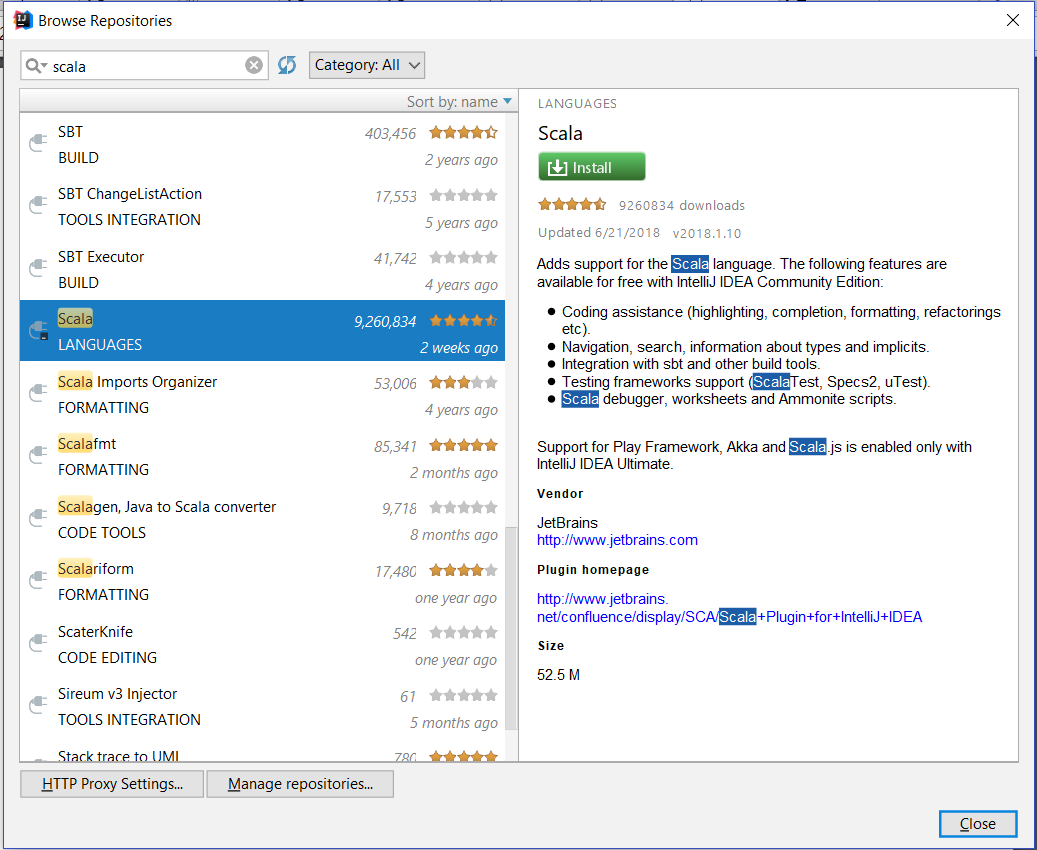 Browse Repositories
scala
Category: All
Sort by: name
SBT 403,456
BUILD 2 years ago
SBT ChangeListAction 17,553
TOOLS INTEGRATION 5 years ago
SBT Executor 41,742
BUILD 4 years ago
Scala 9,260,834
LANGUAGES 2 weeks ago
Scala Imports Organizer 53,006
FORMATTING 4 years ago
Scalafmt 85,341
FORMATTING 2 months ago
Scalagen, Java to Scala converter 9,718
CODE TOOLS 8 months ago
Scalariform 17,480
FORMATTING one year ago
ScaterKnife 542
CODE EDITING one year ago
Sireum v3 Injector 61
TOOLS INTEGRATION 5 months ago
Stack trace to UML 780
LANGUAGES
Scala
Install
9260834 downloads
Updated 6/21/2018 v2018.1.10
Adds support for the Scala language. The following features are
available for free with IntelliJ IDEA Community Edition:
● Coding assistance (highlighting, completion, formatting, refactorings
etc).
● Navigation, search, information about types and implicits.
● Integration with sbt and other build tools.
● Testing frameworks support (ScalaTest, Specs2, uTest).
● Scala debugger, worksheets and Ammonite scripts.
Support for Play Framework, Akka and Scala.js is enabled only with
IntelliJ IDEA Ultimate.
Vendor
JetBrains
http://www.jetbrains.com
Plugin homepage
http://www.jetbrains.
net/confluence/display/SCA/Scala+Plugin+for+IntelliJ+IDEA
Size
52.5 M
HTTP Proxy Settings...
Manage repositories...
Close